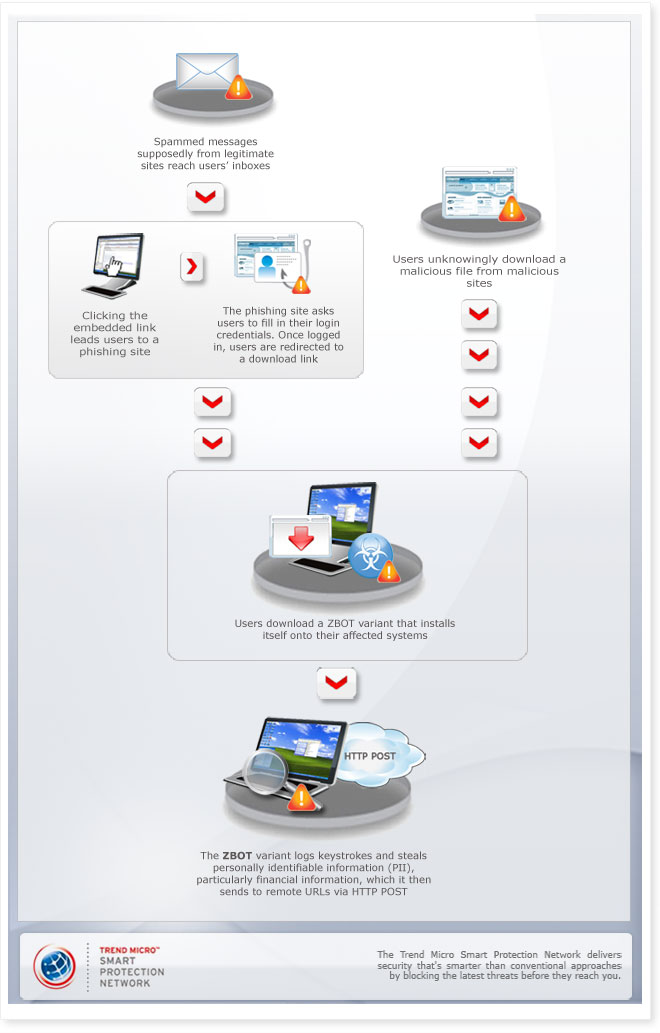 Spammed messages
supposedly from legitimate
sites reach users’ inboxes
Clicking the
embedded link
leads users to a
phishing site
The phishing site asks
users to fill in their login
credentials. Once logged
in, users are redirected to
a download link
Users unknowingly download a
malicious file from malicious
sites
Users download a ZBOT variant that installs
itself onto their affected systems
HTTP POST
The ZBOT variant logs keystrokes and steals
personally identifiable information (PII),
particularly financial information, which it then
sends to remote URLs via HTTP POST
TREND MICRO™
SMART
PROTECTION
NETWORK
The Trend Micro Smart Protection Network delivers
security that's smarter than conventional approaches
by blocking the latest threats before they reach you.